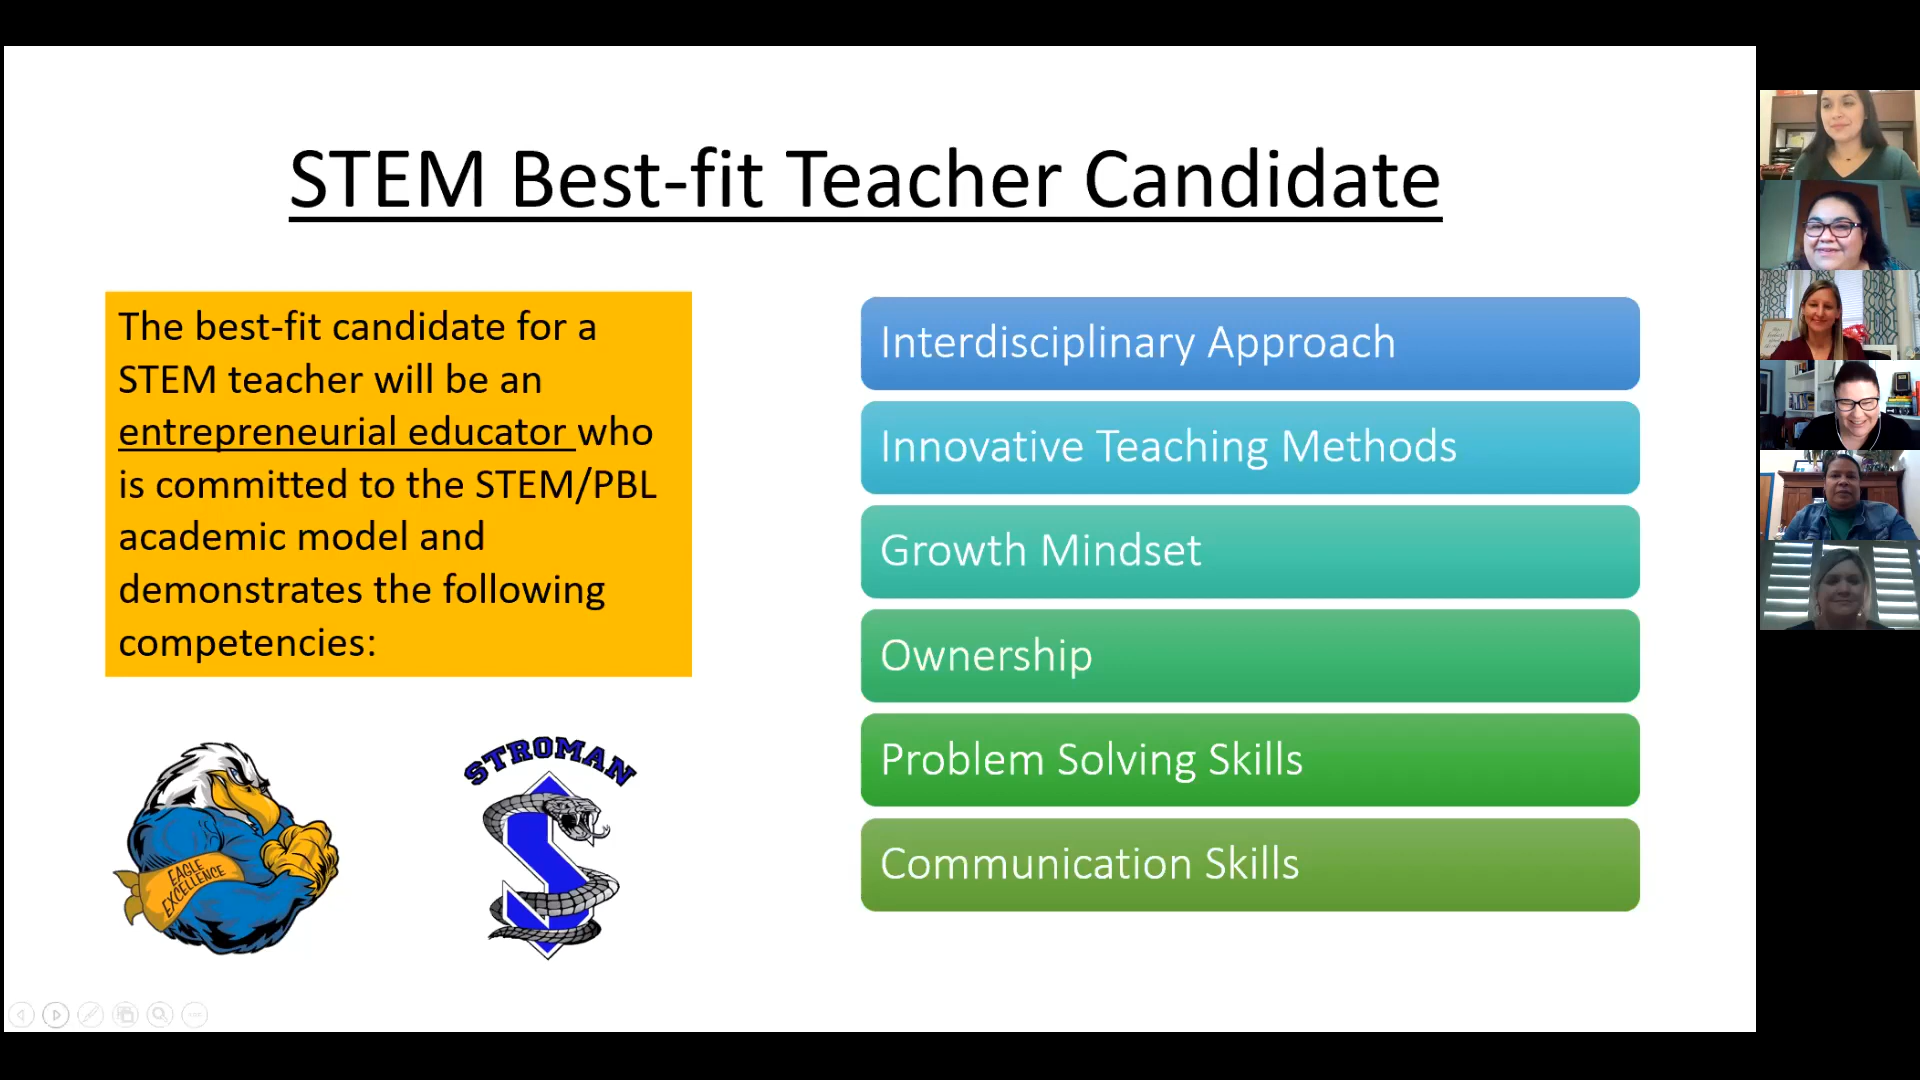 STEM Best-fit Teacher Candidate
The best-fit candidate for a
STEM teacher will be an
entrepreneurial educator who
is committed to the STEM/PBL
academic model and
demonstrates the following
competencies:
Interdisciplinary Approach
Innovative Teaching Methods
Growth Mindset
Ownership
Problem Solving Skills
Communication Skills
EAGLE
EXCELLENCE
STROMAN
S